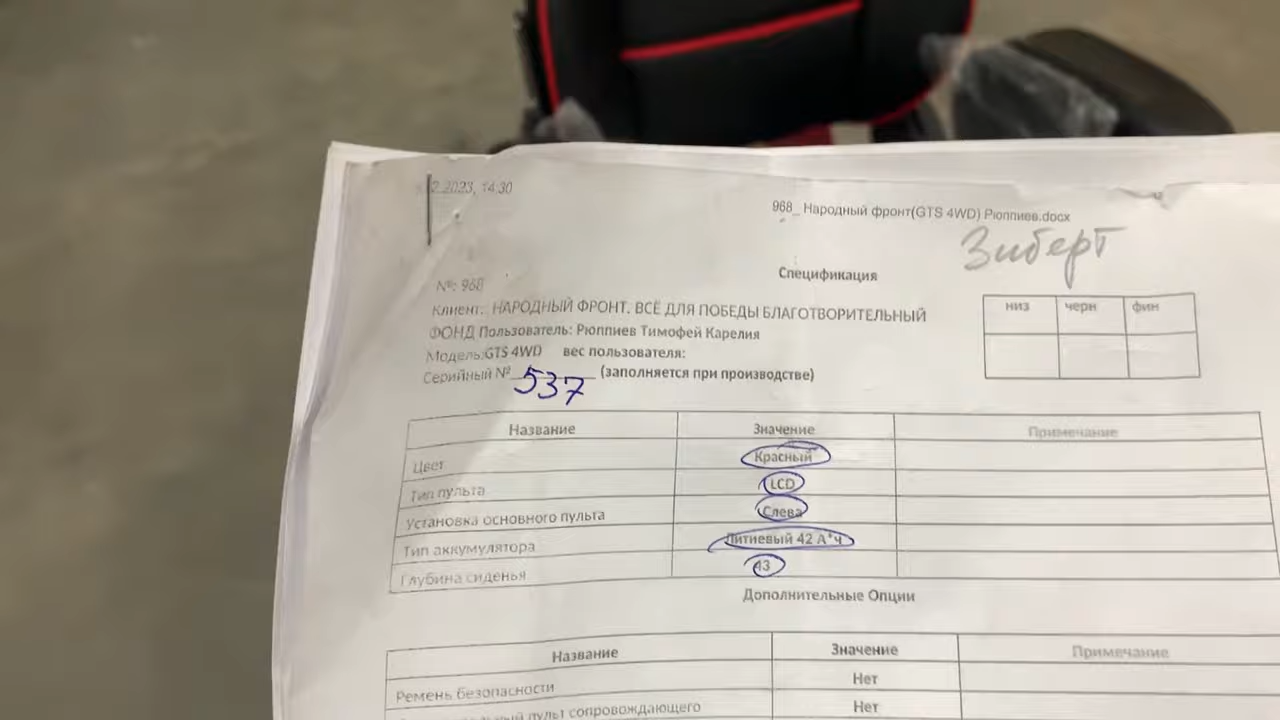 2.2023, 14:30
968_ Народный фронт(GTS 4WD) Рюппиев.docx
Зиберт
Спецификация
№: 968
Клиент: НАРОДНЫЙ ФРОНТ. ВСЁ ДЛЯ ПОБЕДЫ БЛАГОТВОРИТЕЛЬНЫЙ
ФОНД Пользователь: Рюппиев Тимофей Карелия
Модель:GTS 4WD вес пользователя:
Серийный № 537 (заполняется при производстве)
низ черн фин
Название Значение Примечание
Цвет Красный
Тип пульта LCD
Установка основного пульта Слева
Тип аккумулятора Литиевый 42 А*ч
Глубина сиденья 43
Дополнительные Опции
Название Значение Примечание
Ремень безопасности Нет
пульт сопровождающего Нет